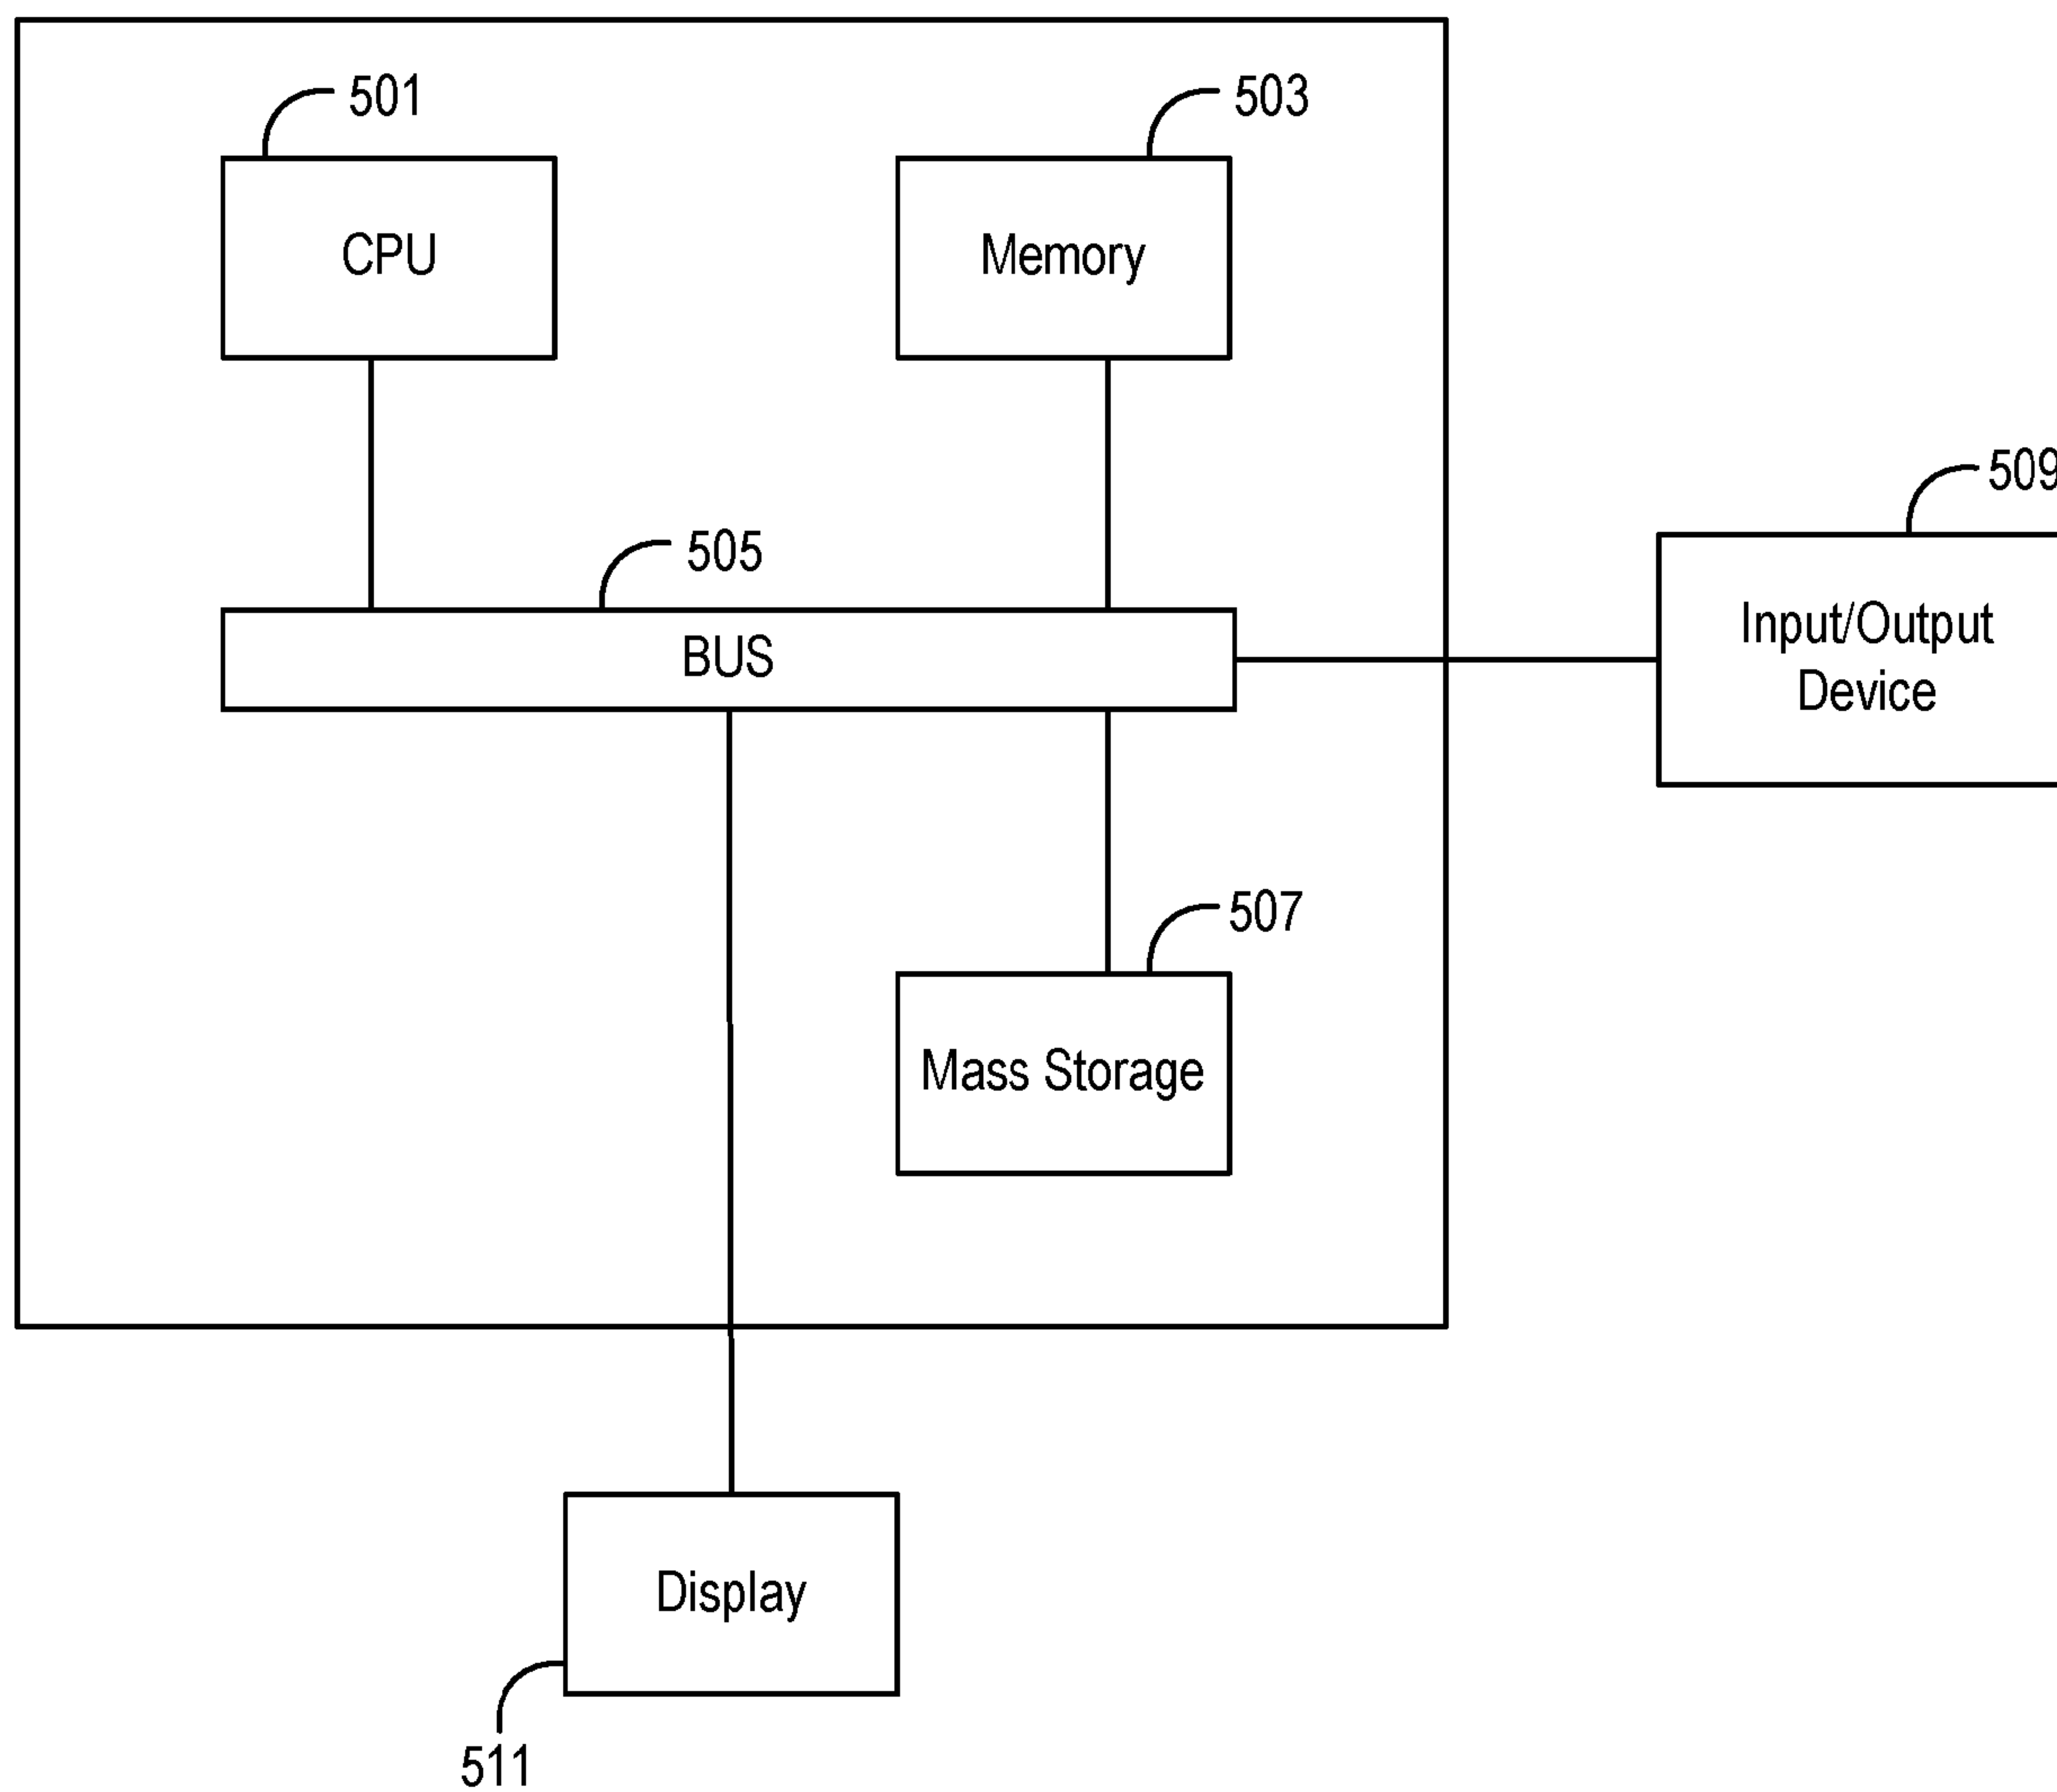 501
503
CPU
Memory
509
505
Input/Output
Device
BUS
507
Mass Storage
Display
511